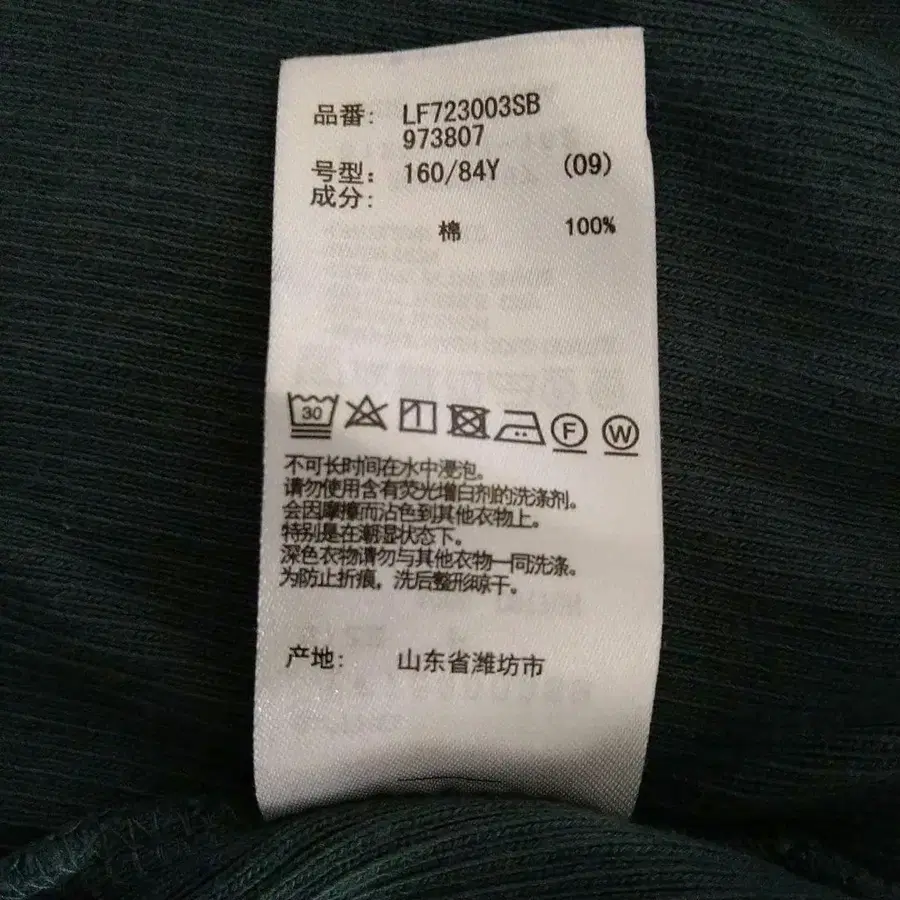 品番: LF723003SB
973807
号型: 160/84Y (09)
成分:
棉 100%
30 F W
不可长时间在水中浸泡。
请勿使用含有荧光增白剂的洗涤剂。
会因摩擦而沾色到其他衣物上。
特别是在潮湿状态下。
深色衣物请勿与其他衣物一同洗涤。
为防止折痕，洗后整形晾干。
产地: 山东省潍坊市